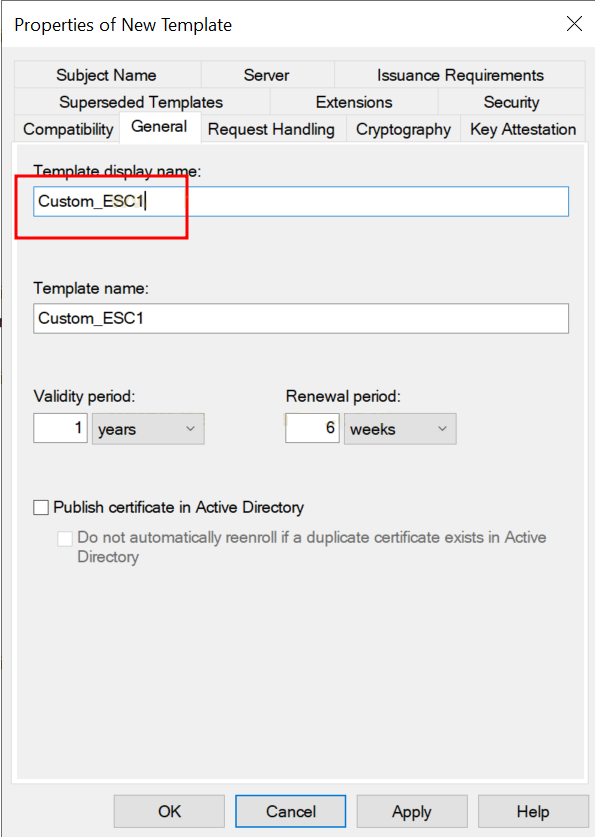 Properties of New Template
Subject Name Server Issuance Requirements
Superseded Templates Extensions Security
Compatibility General Request Handling Cryptography Key Attestation
Template display name:
Custom_ESC1
Template name:
Custom_ESC1
Validity period: Renewal period:
1 years 6 weeks
Publish certificate in Active Directory
Do not automatically reenroll if a duplicate certificate exists in Active
Directory
OK Cancel Apply Help